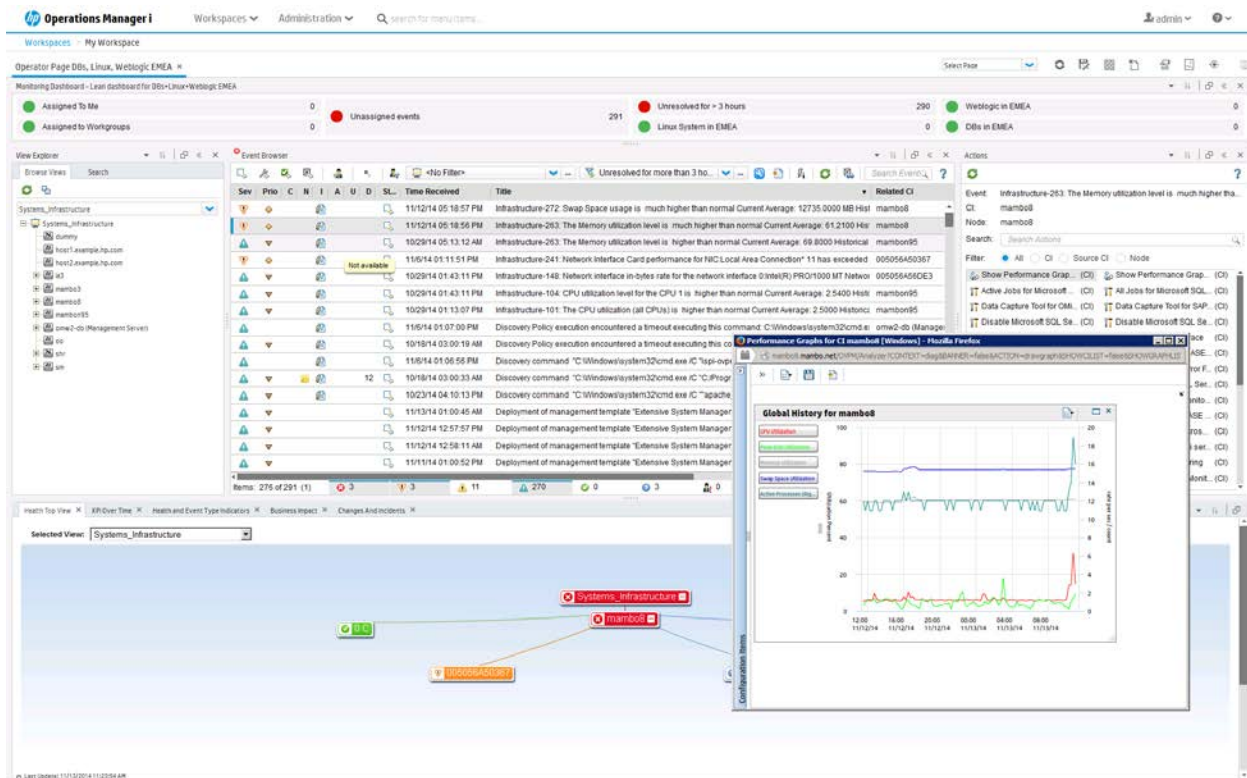 hp Operations Manager i Workspaces Administration search for menu items... admin
Workspaces My Workspace
Operator Page DBs, Linux, Weblogic EMEA × Select Page
Monitoring Dashboard - Lean dashboard for DBs+Linux+Weblogic EMEA
Assigned To Me 0
Assigned to Workgroups 0
Unassigned events 291
Unresolved for > 3 hours 290
Linux System in EMEA 0
Weblogic in EMEA 0
DBs in EMEA 0
View Explorer
Browse Views Search
Systems_Infrastructure
Systems_Infrastructure
dummy
host1.example.hp.com
host2.example.hp.com
mambo3
mambo8
mambon95
omw2-db (Management Server)
Event Browser
<No Filter> Unresolved for more than 3 ho...
Sev Prio C N I A U D St... Time Received Title Related CI
11/12/14 05:18:57 PM Infrastructure-272: Swap Space usage is much higher than normal Current Average: 12735.0000 MB Hist mambo8
11/12/14 05:18:56 PM Infrastructure-263: The Memory utilization level is much higher than normal Current Average: 61.2100 His mambo8
10/29/14 05:13:12 AM Infrastructure-263: The Memory utilization level is higher than normal Current Average: 69.8000 Historical mambon95
11/6/14 01:11:51 PM Infrastructure-241: Network Interface Card performance for NIC:Local Area Connection* 11 has exceeded 005056A50367
Not available
10/29/14 01:43:11 PM Infrastructure-148: Network interface in-bytes rate for the network interface 0:Intel(R) PRO/1000 MT Networ 005056A56DE3
10/29/14 01:43:11 PM Infrastructure-104: CPU utilization level for the CPU 1 is higher than normal Current Average: 2.5400 Histi mambon95
10/29/14 01:13:07 PM Infrastructure-101: The CPU utilization (all CPUs) is higher than normal Current Average: 2.5000 Historica mambon95
11/6/14 01:07:00 PM Discovery Policy execution encountered a timeout executing this command: C:\Windows\system32\cmd.e: omw2-db (Manage
10/18/14 03:00:19 AM Discovery Policy execution encountered a timeout executing this co
11/6/14 01:06:56 PM Discovery command "C:\Windows\system32\cmd.exe /C
12 10/18/14 03:00:33 AM Discovery command "C:\Windows\system32\cmd.exe /C
10/23/14 04:10:13 PM Discovery command "C:\Windows\system32\cmd.exe /C
11/13/14 01:00:45 AM Deployment of management template "Extensive System Manager
11/12/14 12:57:57 PM Deployment of management template "Extensive System Manager
11/12/14 12:58:11 AM Deployment of management template "Extensive System Manager
11/11/14 01:00:52 PM Deployment of management template "Extensive System Manager
Items: 276 of 291 (1) 3 3 11 270 0 3 0
Actions
Event: Infrastructure-263: The Memory utilization level is much higher tha...
CI: mambo8
Node: mambo8
Search: Search Actions
Filter: All CI Source CI Node
Show Performance Grap... (CI) Show Performance Grap... (CI)
Active Jobs for Microsoft ... (CI) All Jobs for Microsoft SQL... (CI)
Data Capture Tool for OMi... (CI) Data Capture Tool for SAP... (CI)
Disable Microsoft SQL Se... (CI) Disable Microsoft SQL Se... (CI)
Performance Graphs for CI mambo8 [Windows] - Mozilla Firefox
Global History for mambo8
CPU Utilization
Swap Space Utilization
100 80 60 40 20 0
20 18 16 14 12 10 8 6 4 2 0
12:00 16:00 20:00 00:00 04:00 08:00
11/12/14 11/12/14 11/12/14 11/13/14 11/13/14 11/13/14
Configuration Items
Health Top View × KPI Over Time × Health and Event Type Indicators × Business Impact × Changes And Incidents ×
Selected View: Systems_Infrastructure
Systems_Infrastructure
mambo8
005056A50367
Last Update: 11/13/2014 11:23:54 AM